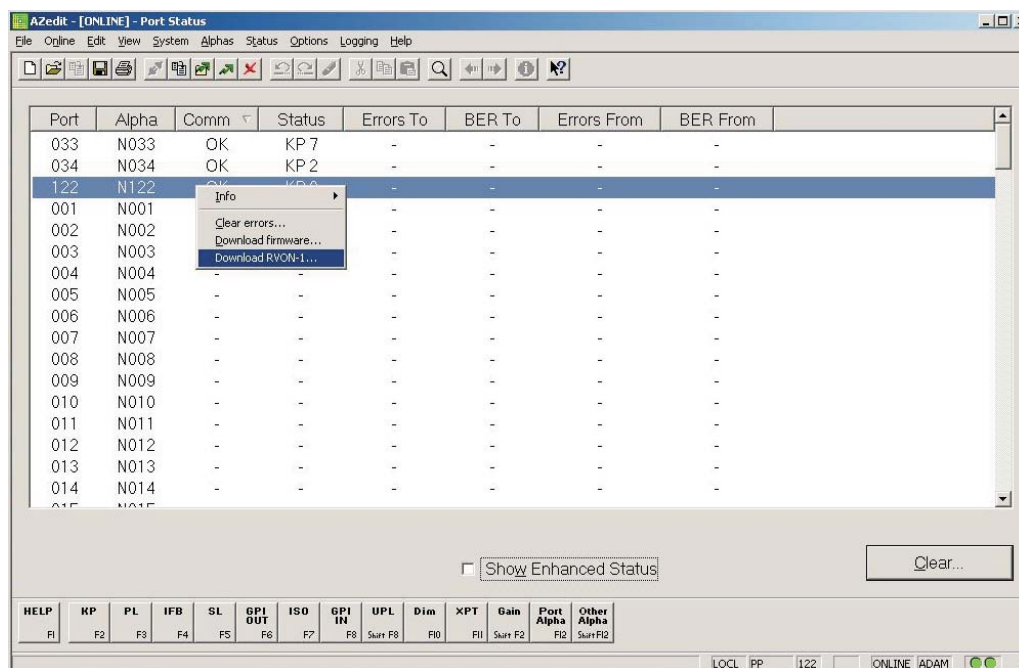 AZedit - [ONLINE] - Port Status
File Online Edit View System Alphas Status Options Logging Help
Port Alpha Comm Status Errors To BER To Errors From BER From
033 N033 OK KP 7 - - - -
034 N034 OK KP 2 - - - -
122 N122 OK - - - -
001 N001 - - - -
002 N002 - - - -
003 N003 - - - -
004 N004 - - - - - -
005 N005 - - - - - -
006 N006 - - - - - -
007 N007 - - - - - -
008 N008 - - - - - -
009 N009 - - - - - -
010 N010 - - - - - -
011 N011 - - - - - -
012 N012 - - - - - -
013 N013 - - - - - -
014 N014 - - - - - -
015 N015
Info
Clear errors...
Download firmware...
Download RVON-1...
Show Enhanced Status
Clear...
HELP F1
KP F2
PL F3
IFB F4
SL F5
GPI OUT F6
ISO F7
GPI IN F8
UPL Shift F8
Dim F10
XPT F11
Gain Shift F2
Port Alpha F12
Other Alpha Shift F12
LOCL PP 122 ONLINE ADAM